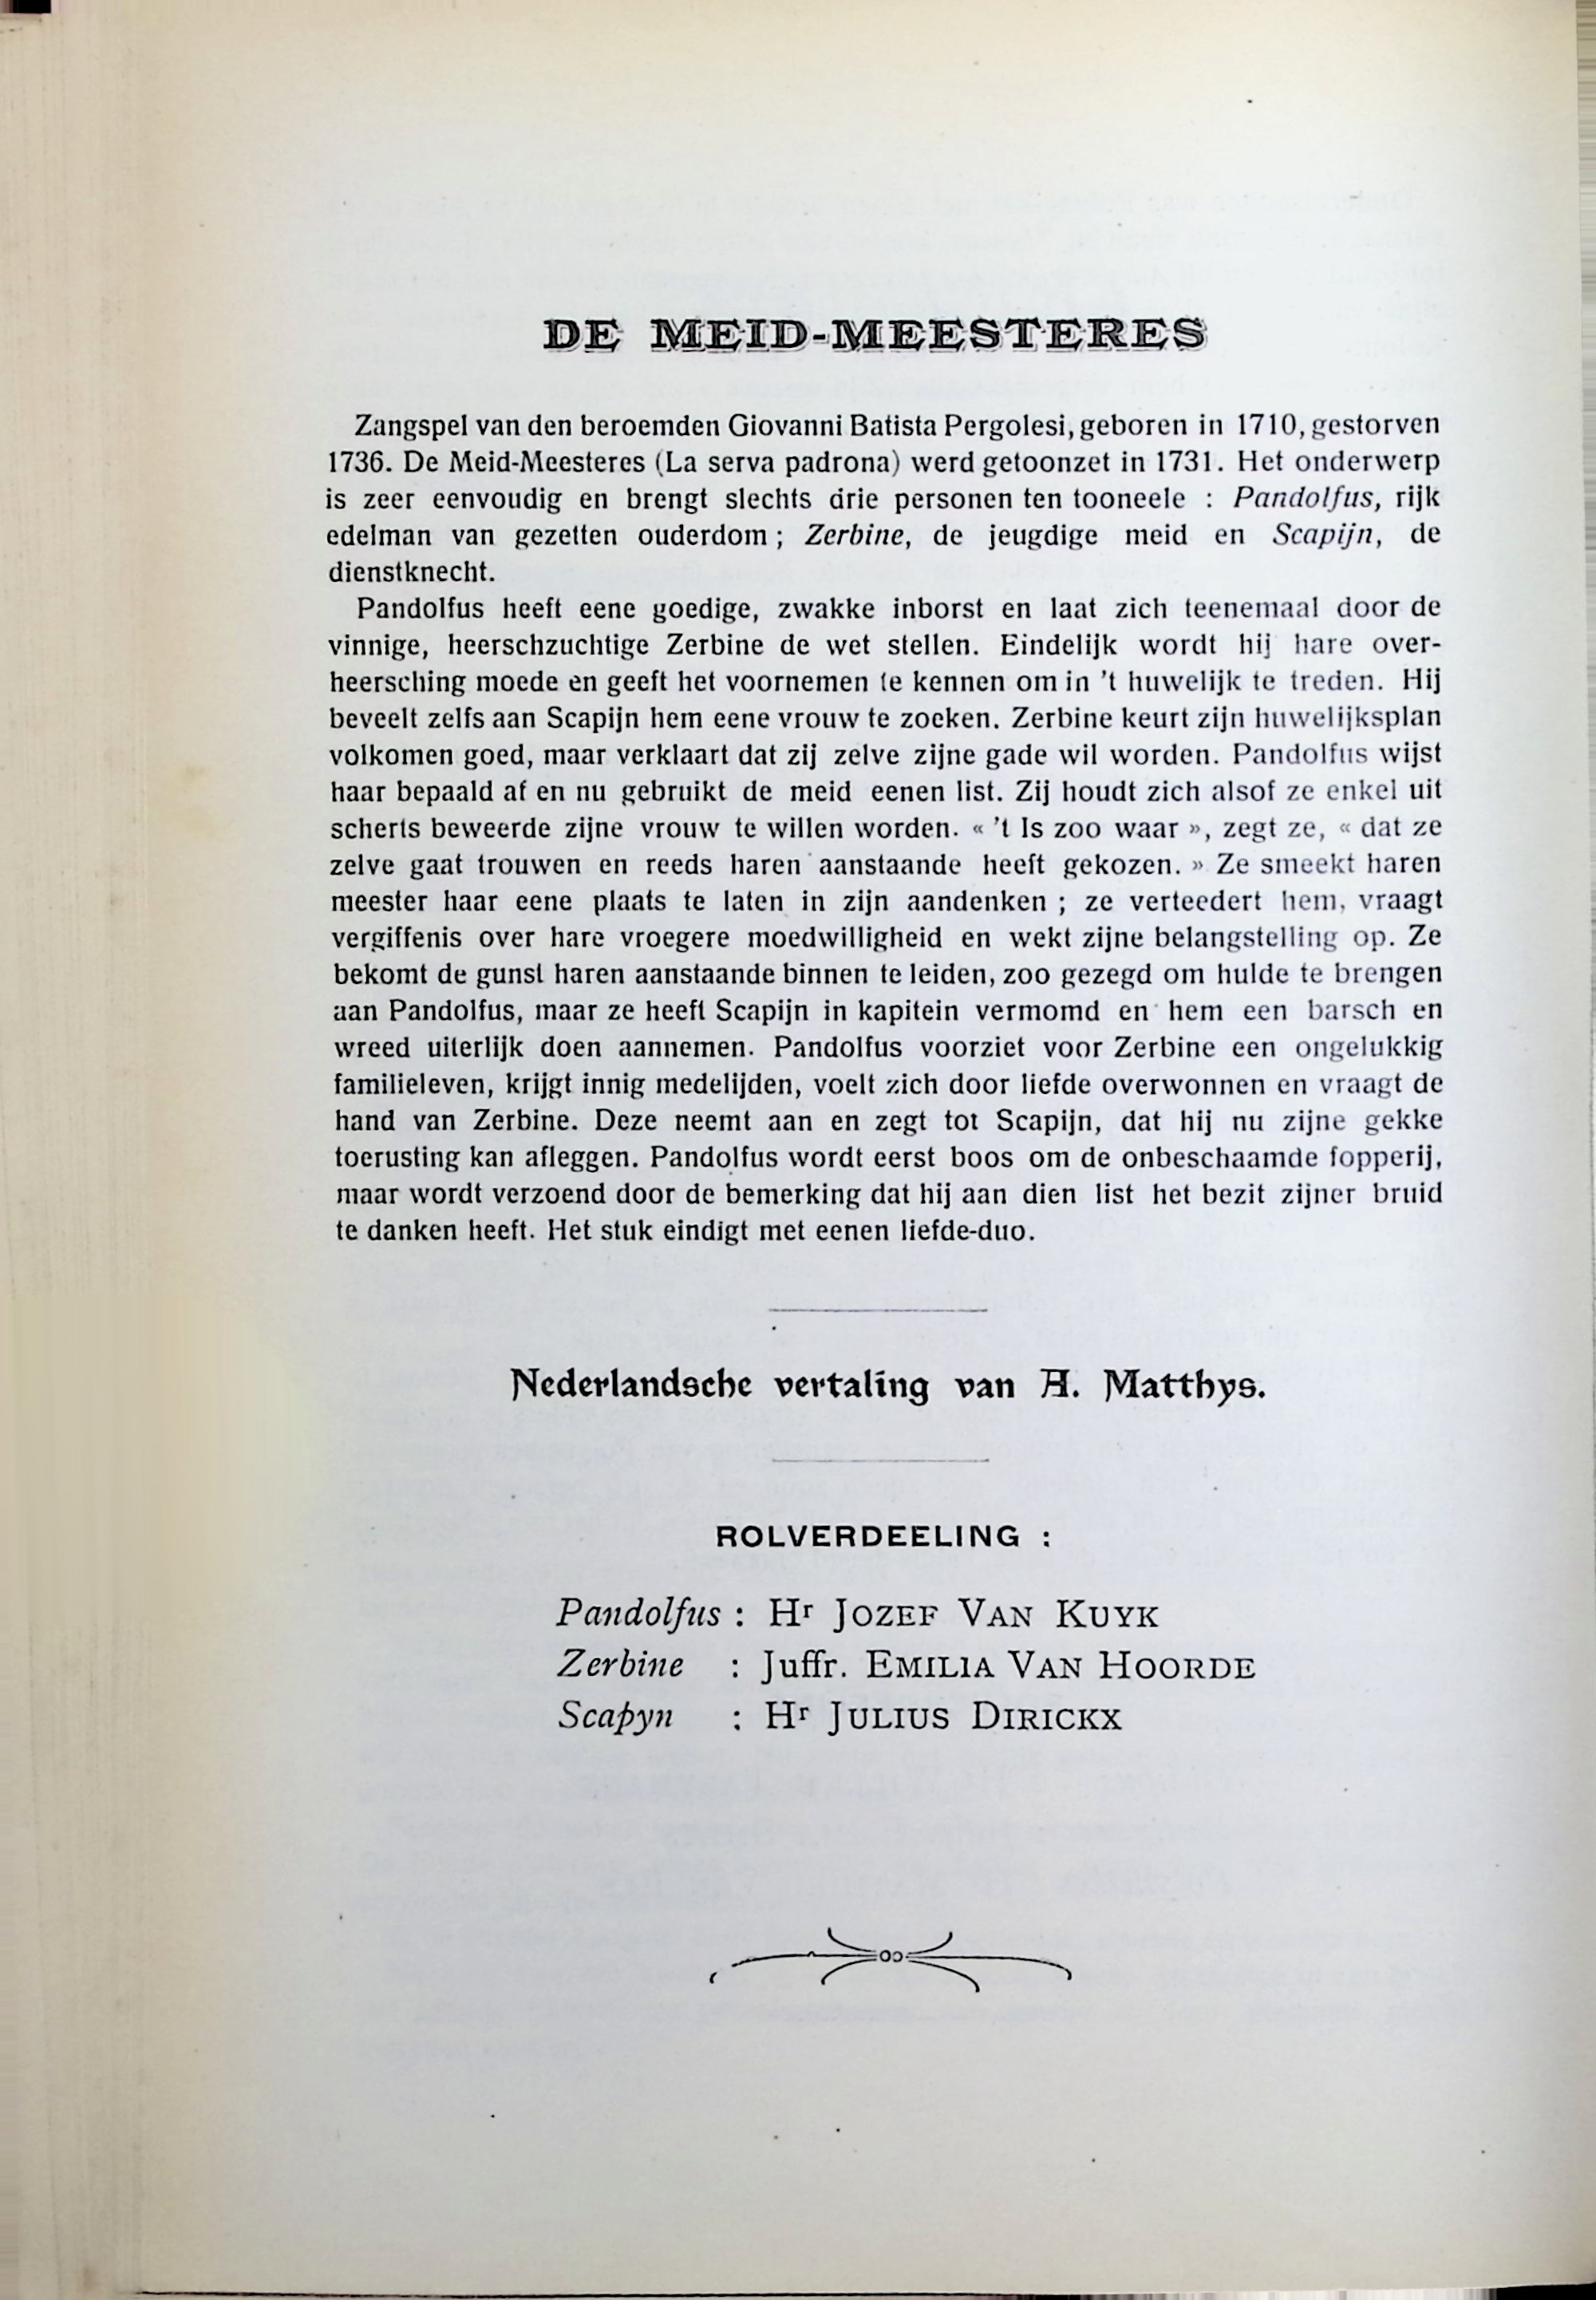 DE MEID-MEESTERES
Zangspel van den beroemden Giovanni Batista Pergolesi, geboren in 1710, gestorven
1736. De Meid-Meesteres (La serva padrona) werd getoonzet in 1731. Het onderwerp
is zeer eenvoudig en brengt slechts drie personen ten tooneele : Pandolfus, rijk
edelman van gezetten ouderdom ; Zerbine, de jeugdige meid en Scapijn, de
dienstknecht.
Pandolfus heeft eene goedige, zwakke inborst en laat zich teenemaal door de
vinnige, heerschzuchtige Zerbine de wet stellen. Eindelijk wordt hij hare over-
heersching moede en geeft het voornemen te kennen om in 't huwelijk te treden. Hij
beveelt zelfs aan Scapijn hem eene vrouw te zoeken. Zerbine keurt zijn huwelijksplan
volkomen goed, maar verklaart dat zij zelve zijne gade wil worden. Pandolfus wijst
haar bepaald af en nu gebruikt de meid eenen list. Zij houdt zich alsof ze enkel uit
scherts beweerde zijne vrouw te willen worden. « 't Is zoo waar », zegt ze, « dat ze
zelve gaat trouwen en reeds haren aanstaande heeft gekozen. » Ze smeekt haren
meester haar eene plaats te laten in zijn aandenken ; ze verteedert hem, vraagt
vergiffenis over hare vroegere moedwilligheid en wekt zijne belangstelling op. Ze
bekomt de gunst haren aanstaande binnen te leiden, zoo gezegd om hulde te brengen
aan Pandolfus, maar ze heeft Scapijn in kapitein vermomd en hem een barsch en
wreed uiterlijk doen aannemen. Pandolfus voorziet voor Zerbine een ongelukkig
familieleven, krijgt innig medelijden, voelt zich door liefde overwonnen en vraagt de
hand van Zerbine. Deze neemt aan en zegt tot Scapijn, dat hij nu zijne gekke
toerusting kan afleggen. Pandolfus wordt eerst boos om de onbeschaamde fopperij,
maar wordt verzoend door de bemerking dat hij aan dien list het bezit zijner bruid
te danken heeft. Het stuk eindigt met eenen liefde-duo.
Nederlandsche vertaling van A. Matthys.
ROLVERDEELING :
Pandolfus : Hr JOZEF VAN KUYK
Zerbine : Juffr. EMILIA VAN HOORDE
Scapyn : Hr JULIUS DIRICKX